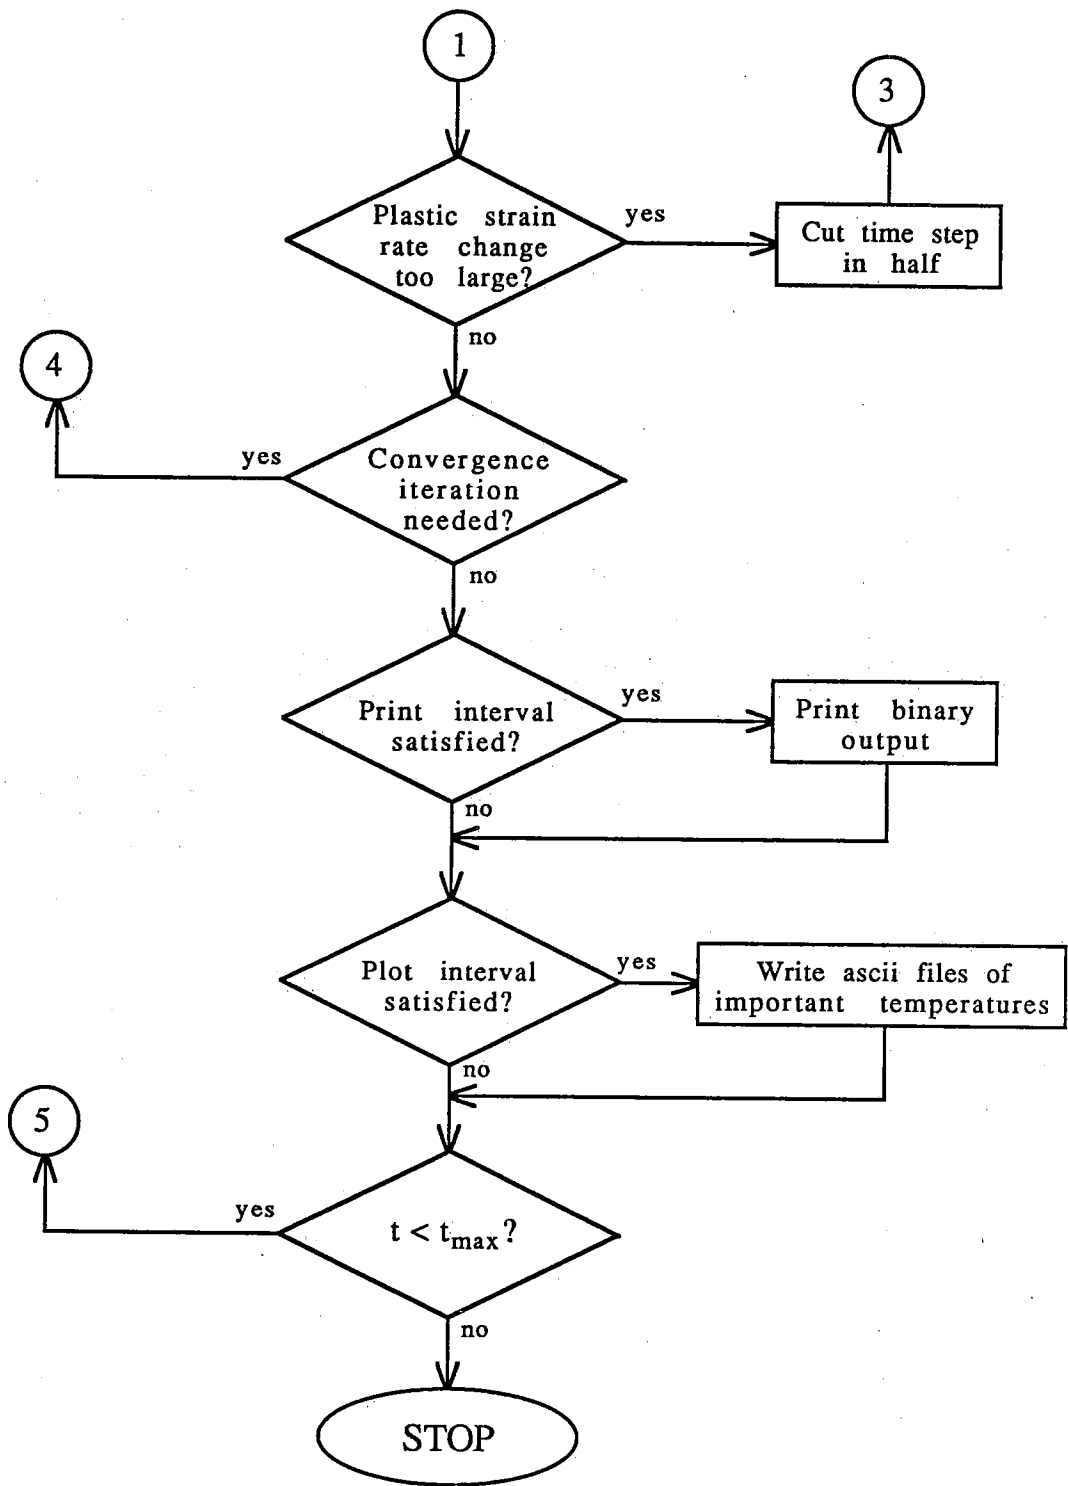 1
3
Plastic strain
rate change
too large?
yes
Cut time step
in half
no
4
yes
Convergence
iteration
needed?
no
Print interval
satisfied?
yes
Print binary
output
no
Plot interval
satisfied?
yes
Write ascii files of
important temperatures
no
5
yes
t < tmax?
no
STOP